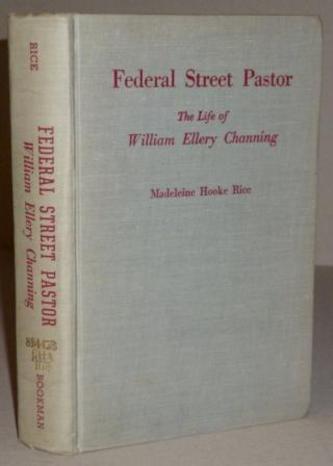 Federal Street Pastor
The Life of
William Ellery Channing
Madeleine Hooke Rice
RICE
FEDERAL STREET PASTOR
William Ellery Channing
BOOKMAN